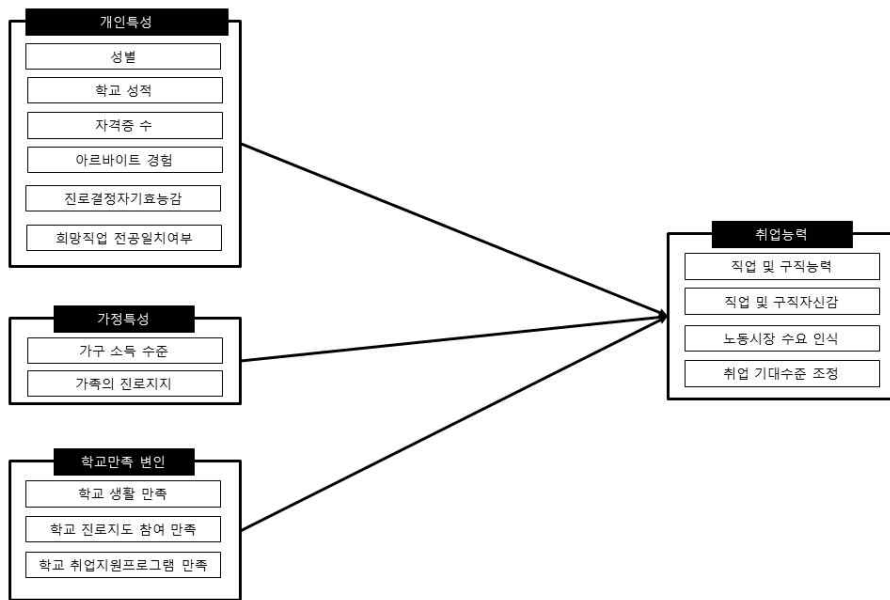 개인특성
성별
학교 성적
자격증 수
아르바이트 경험
진로결정자기효능감
희망직업 전공일치여부
가정특성
가구 소득 수준
가족의 진로지지
학교만족 변인
학교 생활 만족
학교 진로지도 참여 만족
학교 취업지원프로그램 만족
취업능력
직업 및 구직능력
직업 및 구직자신감
노동시장 수요 인식
취업 기대수준 조정